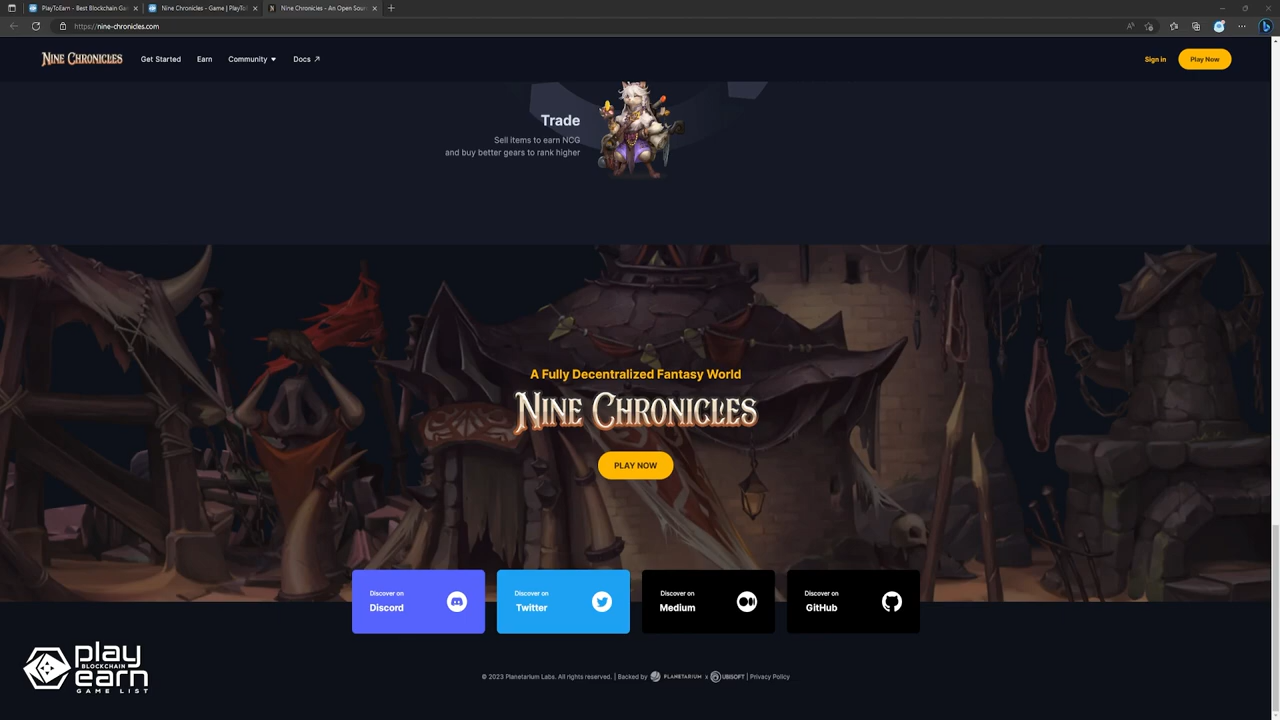 PlayToEarn - Best Blockchain Ga
Nine Chronicles - Game | PlayTo
Nine Chronicles - An Open Sour
https://nine-chronicles.com
NINE CHRONICLES
Get Started
Earn
Community
Docs
Sign in
Play Now
Trade
Sell items to earn NCG
and buy better gears to rank higher
A Fully Decentralized Fantasy World
NINE CHRONICLES
PLAY NOW
Discover on
Discord
Discover on
Twitter
Discover on
Medium
Discover on
GitHub
play
BLOCKCHAIN
earn
GAME LIST
© 2023 Planetarium Labs. All rights reserved. | Backed by PLANETARIUM x UBISOFT | Privacy Policy